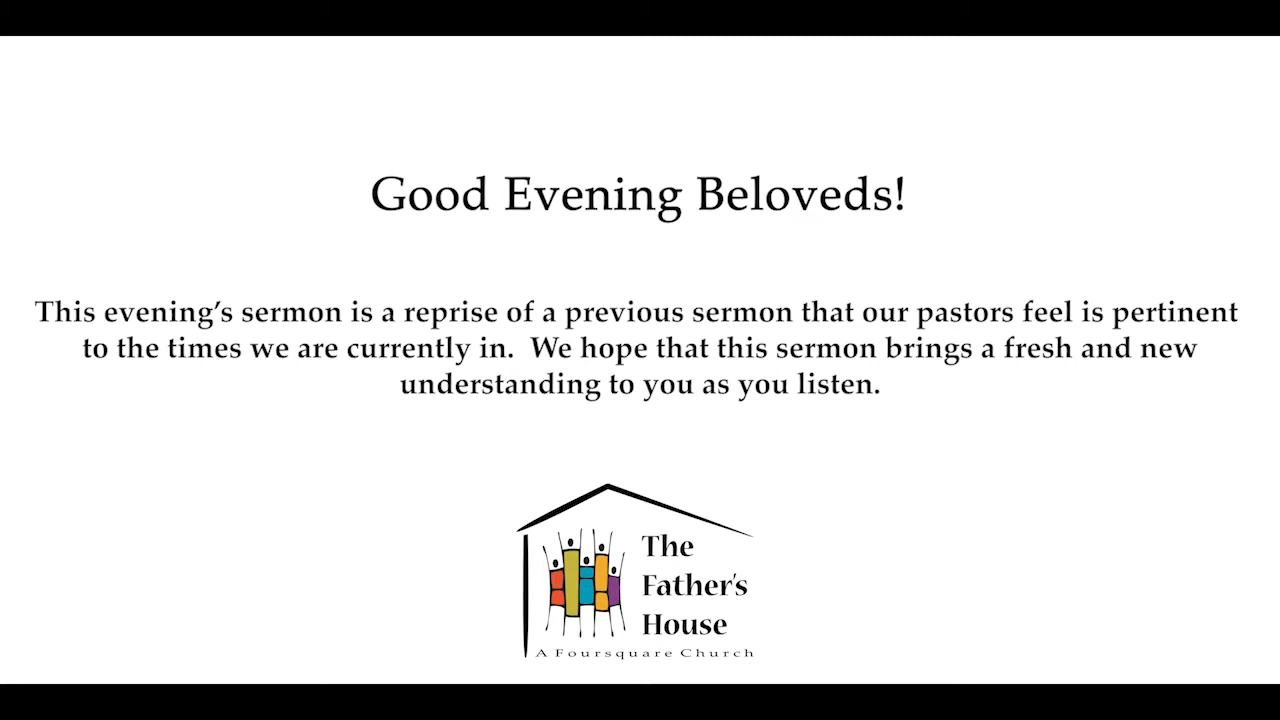 Good Evening Beloveds!
This evening’s sermon is a reprise of a previous sermon that our pastors feel is pertinent
to the times we are currently in.  We hope that this sermon brings a fresh and new
understanding to you as you listen.
The
Father's
House
A Foursquare Church